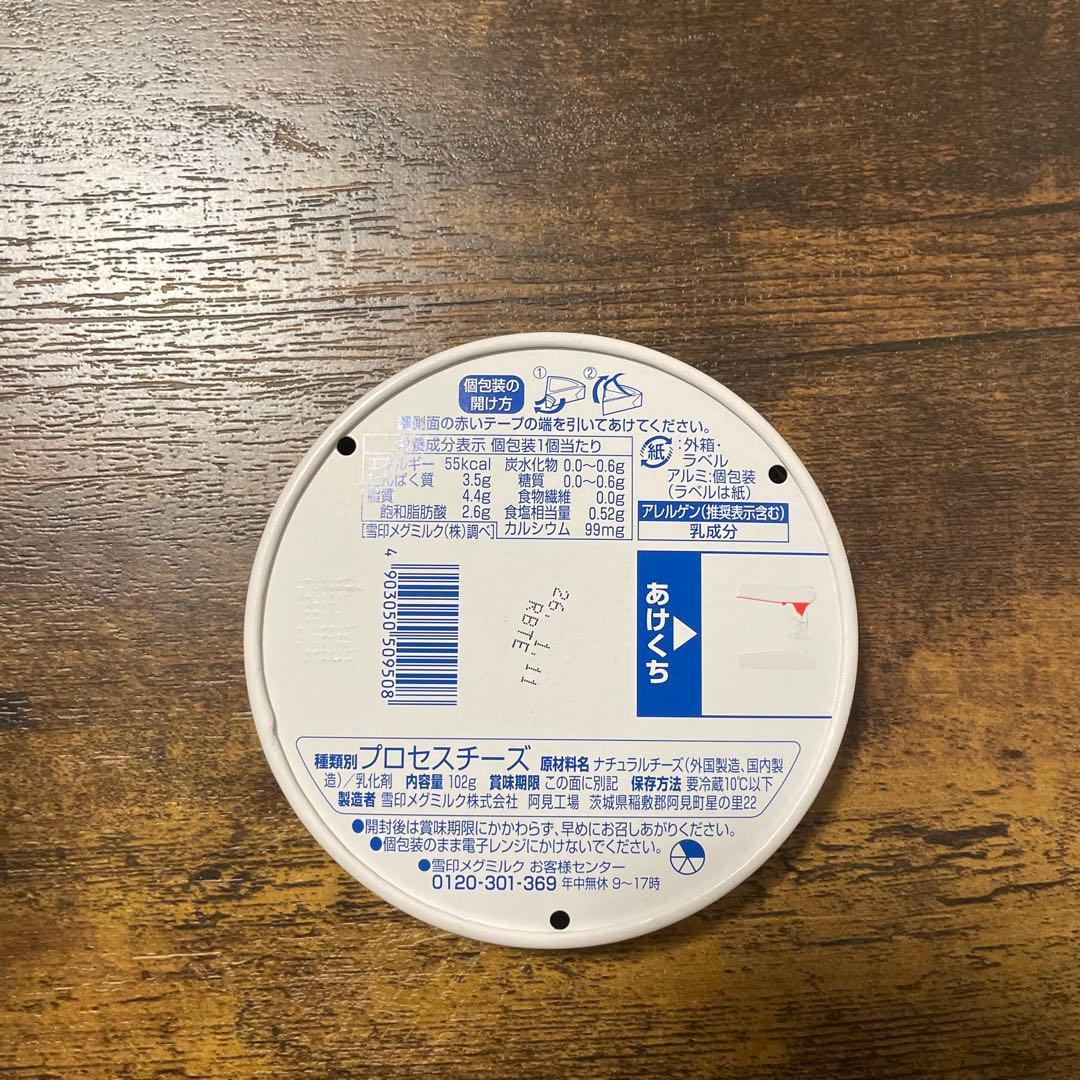 個包装の
開け方
① ②
側面の赤いテープの端を引いてあけてください。
栄養成分表示 個包装1個当たり
エネルギー 55kcal 炭水化物 0.0〜0.6g
たんぱく質 3.5g 糖質 0.0〜0.6g
脂質 4.4g 食物繊維 0.0g
飽和脂肪酸 2.6g 食塩相当量 0.52g
[雪印メグミルク(株)調べ] カルシウム 99mg
紙 :外箱・
ラベル
アルミ:個包装
(ラベルは紙)
アレルゲン(推奨表示含む)
乳成分
4 903050 509508
26. 1. 11
RBTE
あけくち
種類別 プロセスチーズ 原材料名 ナチュラルチーズ(外国製造、国内製
造)/乳化剤 内容量 102g 賞味期限 この面に別記 保存方法 要冷蔵10℃以下
製造者 雪印メグミルク株式会社 阿見工場 茨城県稲敷郡阿見町星の里22
●開封後は賞味期限にかかわらず、早めにお召しあがりください。
●個包装のまま電子レンジにかけないでください。
●雪印メグミルク お客様センター
0120-301-369 年中無休 9〜17時